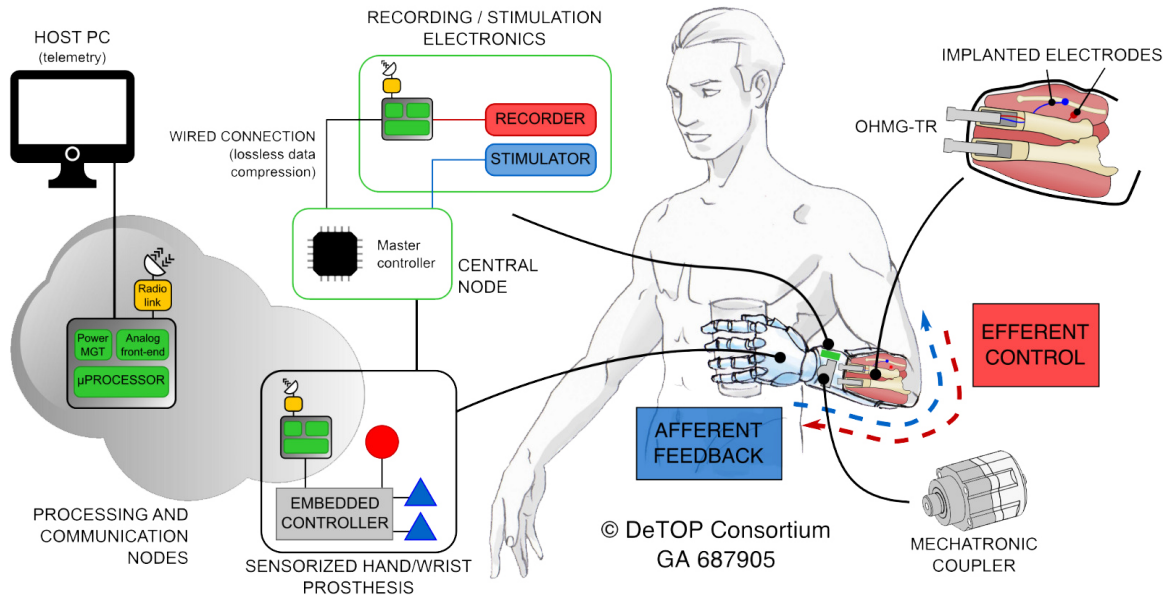 HOST PC
(telemetry)
RECORDING / STIMULATION
ELECTRONICS
RECORDER
STIMULATOR
WIRED CONNECTION
(lossless data
compression)
Master
controller
CENTRAL
NODE
Radio
link
Power
MGT
Analog
front-end
µPROCESSOR
PROCESSING AND
COMMUNICATION
NODES
EMBEDDED
CONTROLLER
SENSORIZED HAND/WRIST
PROSTHESIS
IMPLANTED ELECTRODES
OHMG-TR
EFFERENT
CONTROL
AFFERENT
FEEDBACK
© DeTOP Consortium
GA 687905
MECHATRONIC
COUPLER